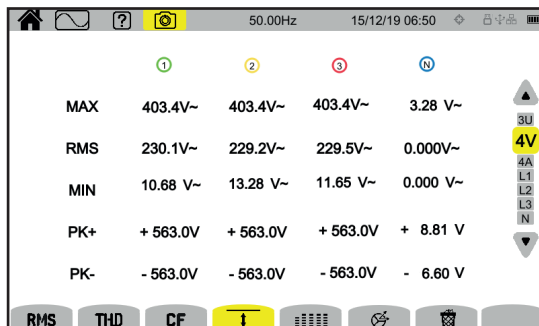 ? 50.00Hz 15/12/19 06:50
1 2 3 N
MAX 403.4V~ 403.4V~ 403.4V~ 3.28 V~
3U
RMS 230.1V~ 229.2V~ 229.5V~ 0.000V~
4V
4A
L1
MIN 10.68 V~ 13.28 V~ 11.65 V~ 0.000 V~
L2
L3
N
PK+ + 563.0V + 563.0V + 563.0V + 8.81 V
PK- - 563.0V - 563.0V - 563.0V - 6.60 V
RMS THD CF